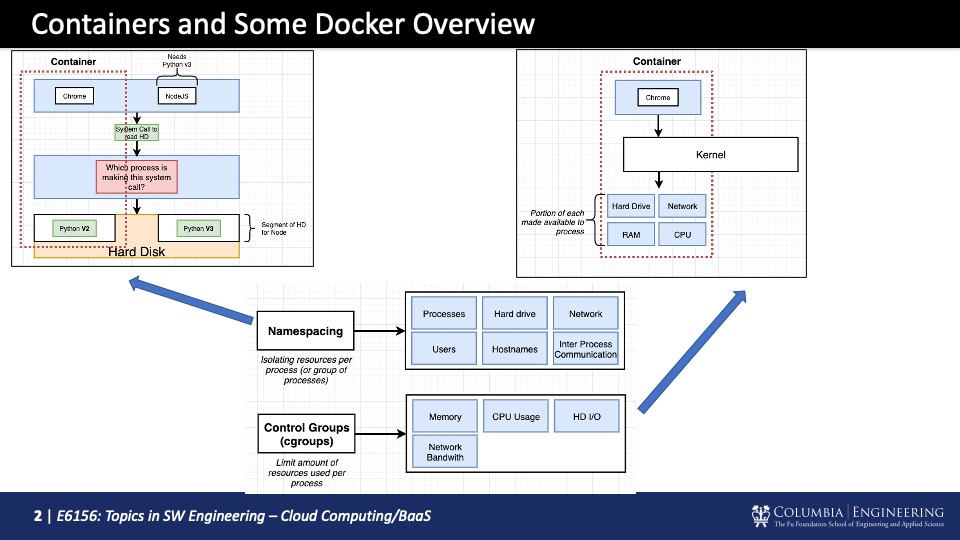 Containers and Some Docker Overview
Container
Needs
Python v3
Chrome
NodeJS
System Call to
read HD
Which process is
making this system
call?
Python V2
Python V3
Hard Disk
Segment of HD
for Node
Container
Chrome
Kernel
Portion of each
made available to
process
Hard Drive
Network
RAM
CPU
Namespacing
Isolating resources per
process (or group of
processes)
Processes
Hard drive
Network
Users
Hostnames
Inter Process
Communication
Control Groups
(cgroups)
Limit amount of
resources used per
process
Memory
CPU Usage
HD I/O
Network
Bandwith
2 | E6156: Topics in SW Engineering – Cloud Computing/BaaS
COLUMBIA | ENGINEERING
The Fu Foundation School of Engineering and Applied Science